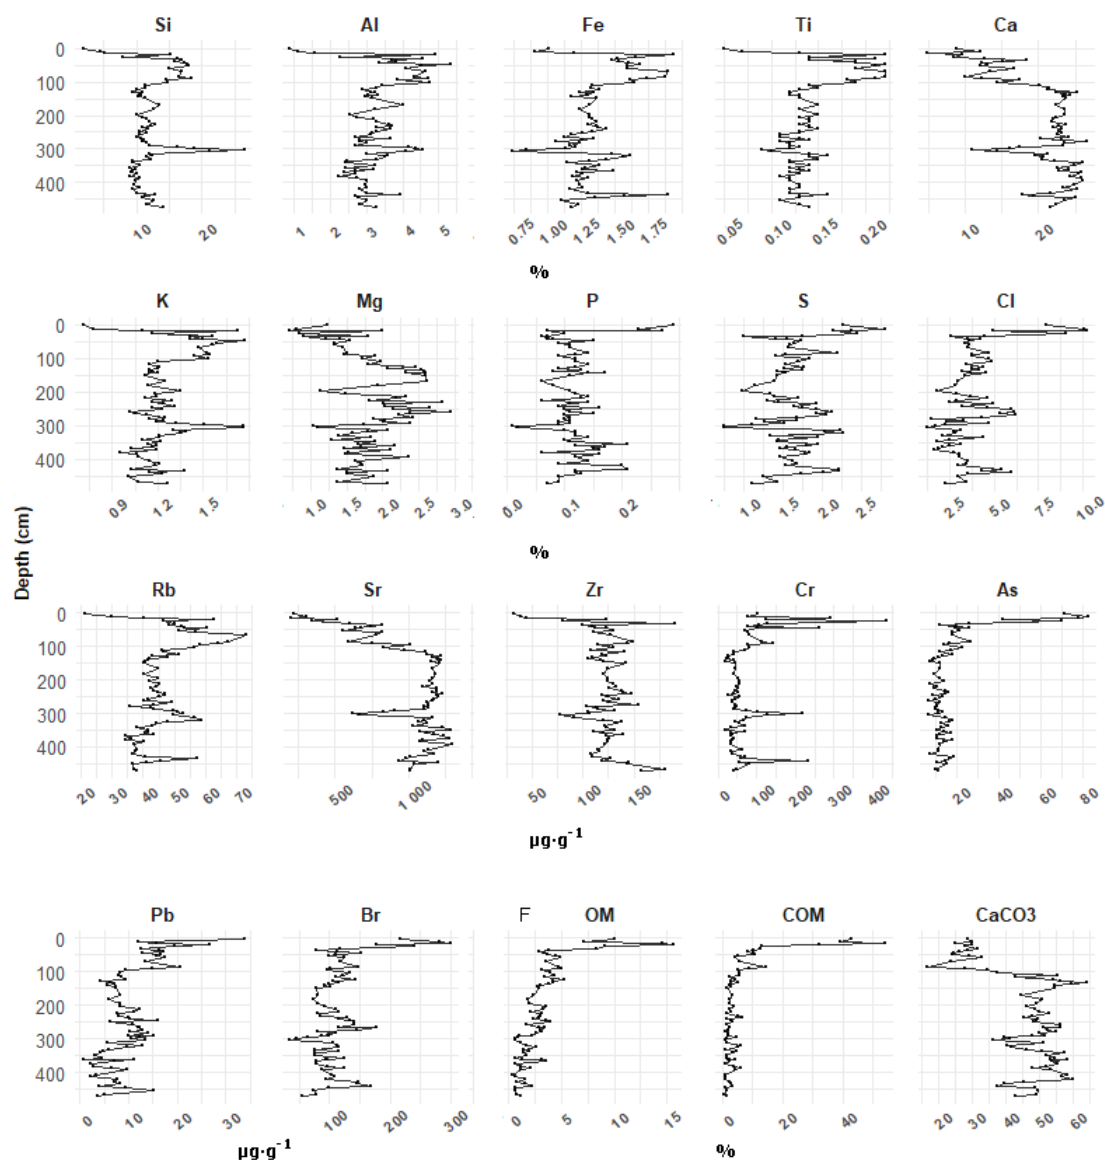 Si Al Fe Ti Ca
0
100
200
300
400
10 20 1 2 3 4 5 0.75 1.00 1.25 1.50 1.75 0.05 0.10 0.15 0.20 10 20
%
K Mg P S Cl
0
100
200
300
400
0.9 1.2 1.5 1.0 1.5 2.0 2.5 3.0 0.0 0.1 0.2 1.0 1.5 2.0 2.5 2.5 5.0 7.5 10.0
%
Depth (cm)
Rb Sr Zr Cr As
0
100
200
300
400
20 30 40 50 60 70 500 1 000 50 100 150 0 100 200 300 400 20 40 60 80
µg·g⁻¹
Pb Br F OM COM CaCO3
0
100
200
300
400
0 10 20 30 100 200 300 0 5 10 15 0 20 40 20 30 40 50 60
µg·g⁻¹ %